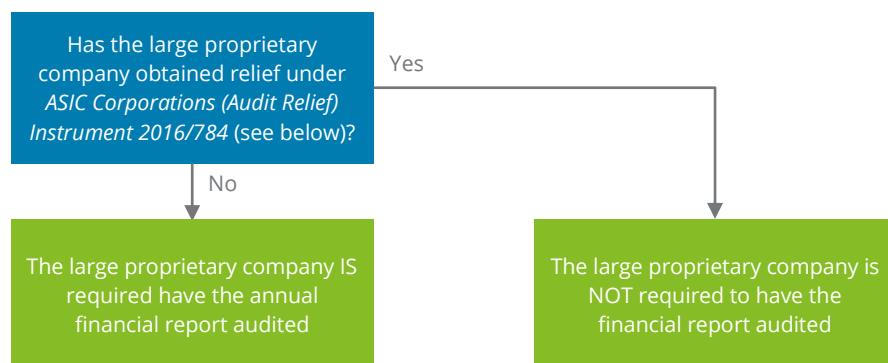 Has the large proprietary
company obtained relief under
ASIC Corporations (Audit Relief)
Instrument 2016/784 (see below)?
Yes
No
The large proprietary company IS
required have the annual
financial report audited
The large proprietary company is
NOT required to have the
financial report audited